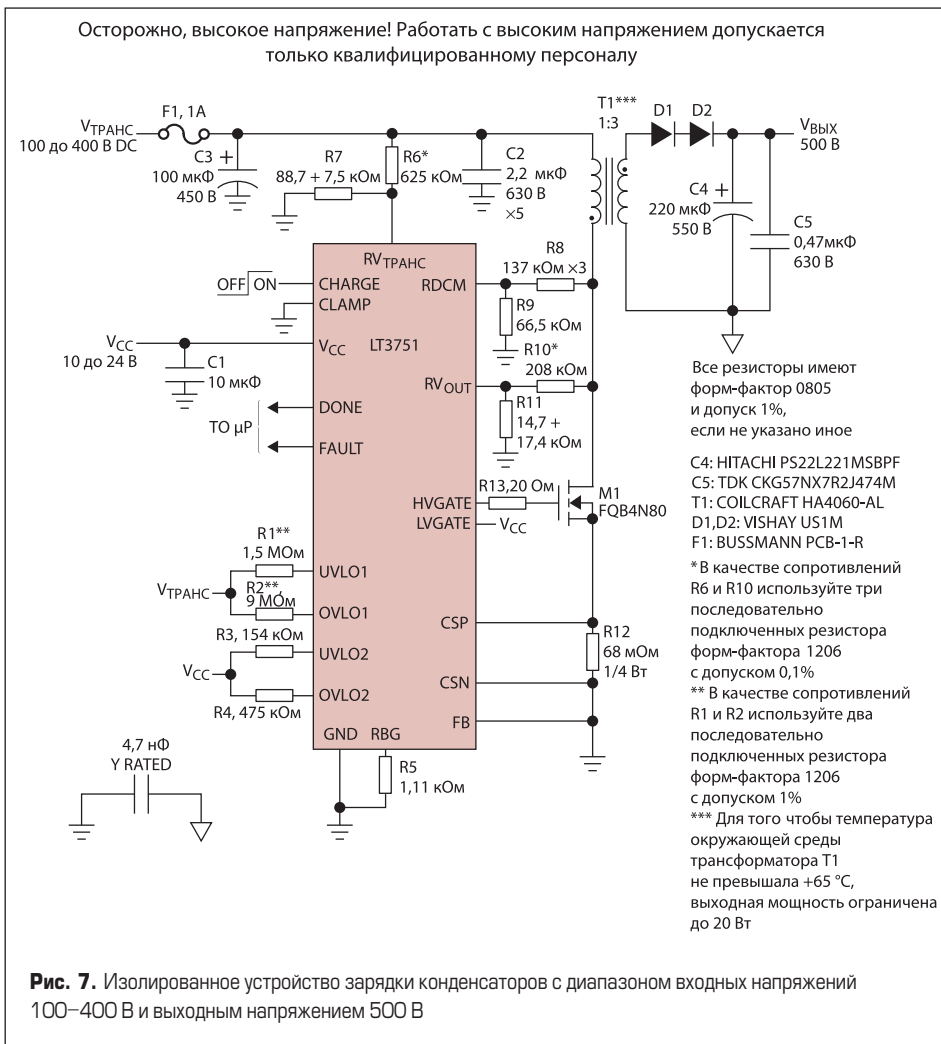 Осторожно, высокое напряжение! Работать с высоким напряжением допускается
только квалифицированному персоналу
F1, 1A
VТРАНС
100 до 400 В DC
C3
+
100 мкФ
450 В
R7
88,7 + 7,5 кОм
R6*
625 кОм
C2
2,2 мкФ
630 В
×5
T1***
1:3
D1
D2
VВЫХ
500 В
C4
+
220 мкФ
550 В
C5
0,47мкФ
630 В
RVТРАНС
OFF ON
CHARGE
CLAMP
RDCM
R8
137 кОм ×3
R9
66,5 кОм
VCC
10 до 24 В
C1
10 мкФ
VCC
LT3751
R10*
208 кОм
RVOUT
R11
14,7 +
17,4 кОм
TO µP
DONE
FAULT
HVGATE
LVGATE
R13,20 Ом
VCC
M1
FQB4N80
R1**
1,5 МОм
VТРАНС
R2**,
9 МОм
UVLO1
OVLO1
R3, 154 кОм
VCC
R4, 475 кОм
UVLO2
OVLO2
CSP
CSN
FB
R12
68 мОм
1/4 Вт
GND
RBG
R5
1,11 кОм
4,7 нФ
Y RATED
Все резисторы имеют
форм-фактор 0805
и допуск 1%,
если не указано иное
C4: HITACHI PS22L221MSBPF
C5: TDK CKG57NX7R2J474M
T1: COILCRAFT HA4060-AL
D1,D2: VISHAY US1M
F1: BUSSMANN PCB-1-R
*В качестве сопротивлений
R6 и R10 используйте три
последовательно
подключенных резистора
форм-фактора 1206
с допуском 0,1%
** В качестве сопротивлений
R1 и R2 используйте два
последовательно
подключенных резистора
форм-фактора 1206
с допуском 1%
*** Для того чтобы температура
окружающей среды
трансформатора T1
не превышала +65 °C,
выходная мощность ограничена
до 20 Вт
Рис. 7. Изолированное устройство зарядки конденсаторов с диапазоном входных напряжений
100–400 В и выходным напряжением 500 В